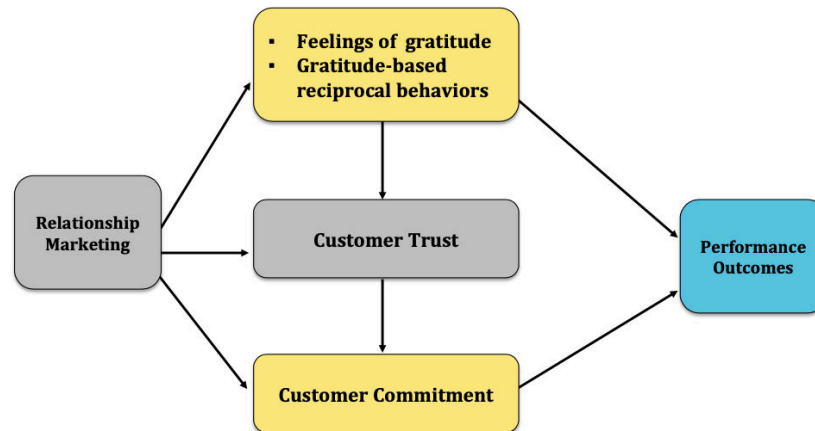 ▪ Feelings of gratitude
▪ Gratitude-based
reciprocal behaviors
Relationship
Marketing
Customer Trust
Performance
Outcomes
Customer Commitment